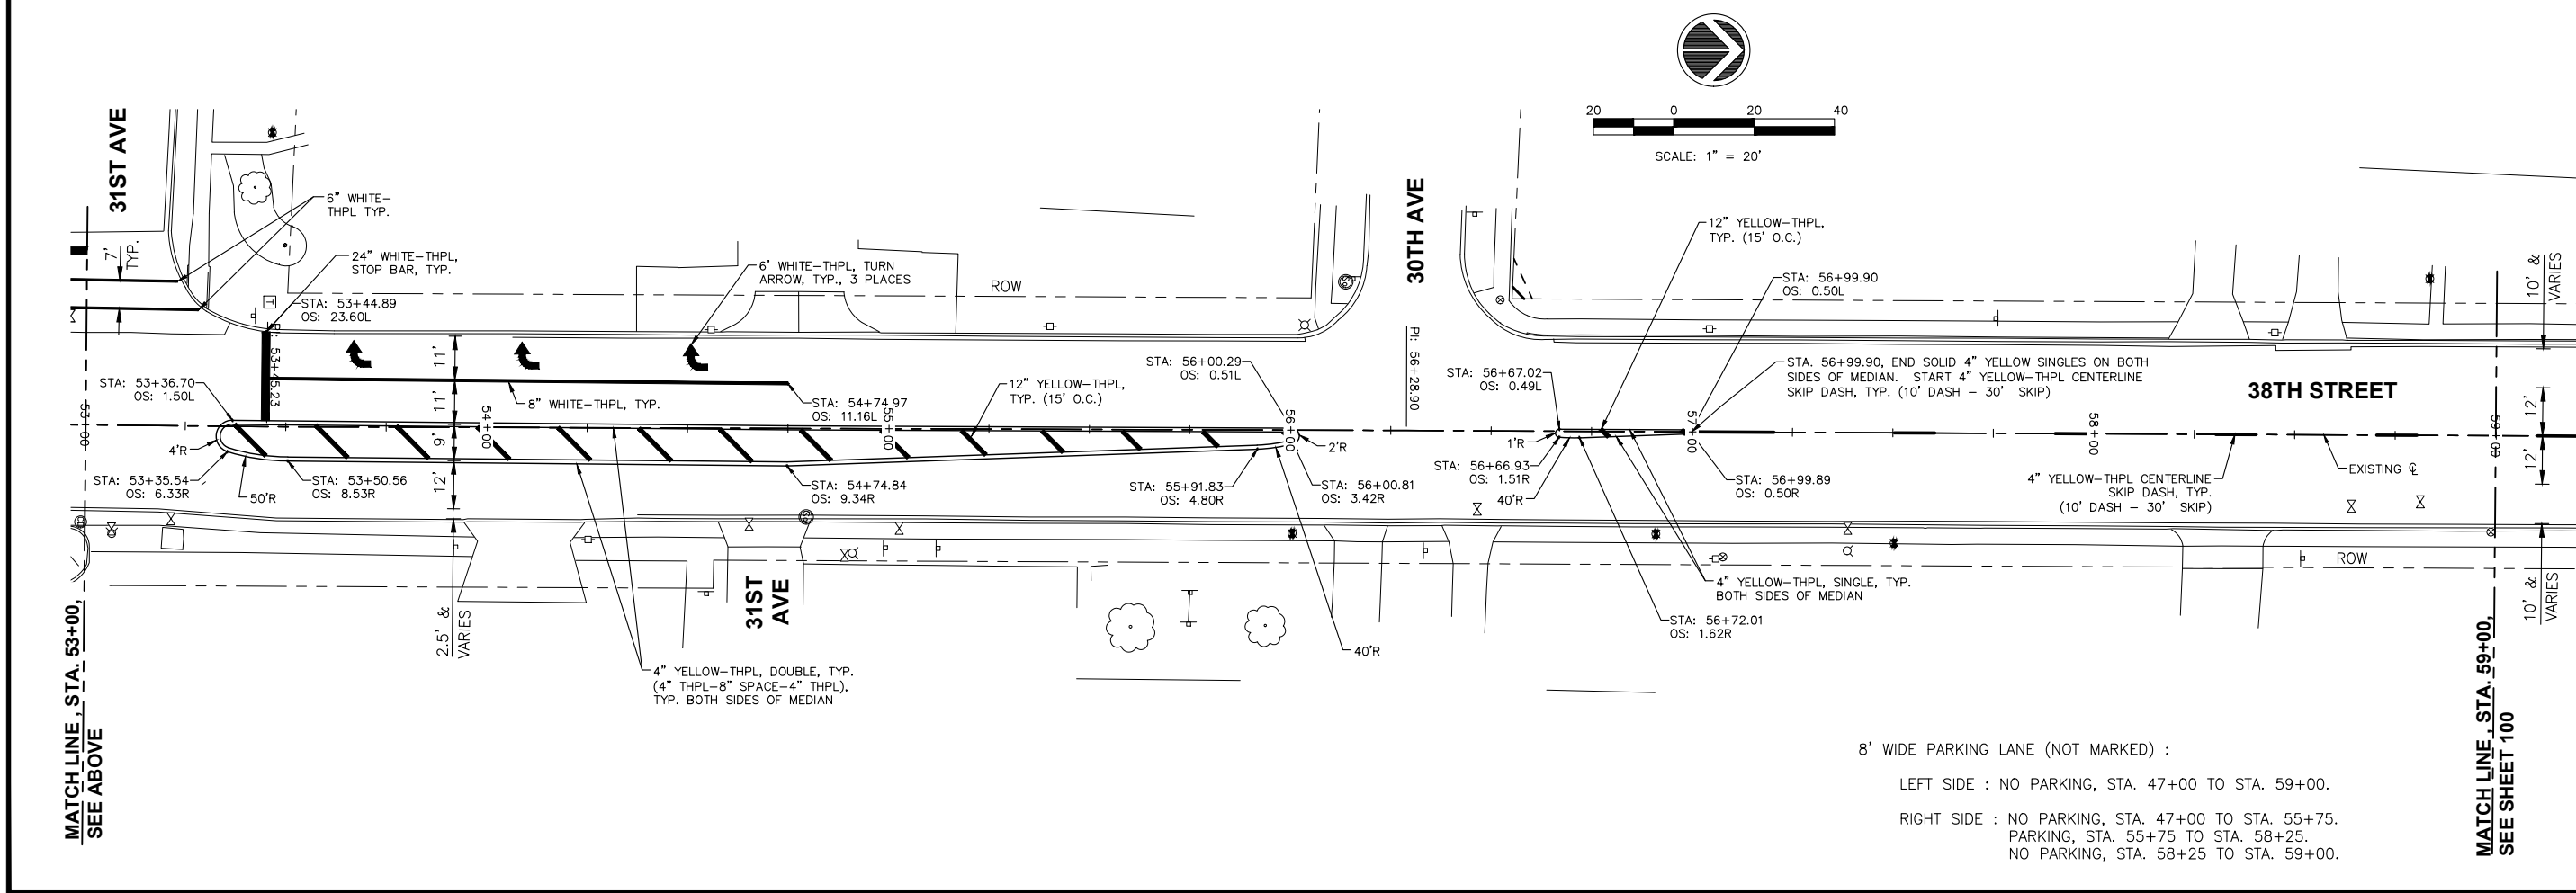 20 0 20 40
SCALE: 1" = 20'
31ST AVE
7'
TYP.
6" WHITE-
THPL TYP.
24" WHITE-THPL,
STOP BAR, TYP.
STA: 53+44.89
OS: 23.60L
6' WHITE-THPL, TURN
ARROW, TYP., 3 PLACES
ROW
30TH AVE
PI: 56+28.90
12" YELLOW-THPL,
TYP. (15' O.C.)
STA: 56+99.90
OS: 0.50L
10' &
VARIES
53+45.23
11'
11'
6'
12'
STA: 53+36.70
OS: 1.50L
8" WHITE-THPL, TYP.
STA: 54+74.97
OS: 11.16L
12" YELLOW-THPL,
TYP. (15' O.C.)
STA: 56+00.29
OS: 0.51L
STA: 56+67.02
OS: 0.49L
STA. 56+99.90, END SOLID 4" YELLOW SINGLES ON BOTH
SIDES OF MEDIAN. START 4" YELLOW-THPL CENTERLINE
SKIP DASH, TYP. (10' DASH - 30' SKIP)
38TH STREET
12'
12'
53+00
54+00
55+00
56+00
57+00
58+00
59+00
4'R
STA: 53+35.54
OS: 6.33R
50'R
STA: 53+50.56
OS: 8.53R
STA: 54+74.84
OS: 9.34R
STA: 55+91.83
OS: 4.80R
2'R
STA: 56+00.81
OS: 3.42R
1'R
STA: 56+66.93
OS: 1.51R
40'R
STA: 56+99.89
OS: 0.50R
4" YELLOW-THPL CENTERLINE
SKIP DASH, TYP.
(10' DASH - 30' SKIP)
EXISTING ℄
ROW
31ST
AVE
2.5' &
VARIES
4" YELLOW-THPL, SINGLE, TYP.
BOTH SIDES OF MEDIAN
STA: 56+72.01
OS: 1.62R
40'R
10' &
VARIES
4" YELLOW-THPL, DOUBLE, TYP.
(4" THPL-8" SPACE-4" THPL),
TYP. BOTH SIDES OF MEDIAN
MATCH LINE , STA. 53+00,
SEE ABOVE
MATCH LINE , STA. 59+00,
SEE SHEET 100
8' WIDE PARKING LANE (NOT MARKED) :
LEFT SIDE : NO PARKING, STA. 47+00 TO STA. 59+00.
RIGHT SIDE : NO PARKING, STA. 47+00 TO STA. 55+75.
PARKING, STA. 55+75 TO STA. 58+25.
NO PARKING, STA. 58+25 TO STA. 59+00.